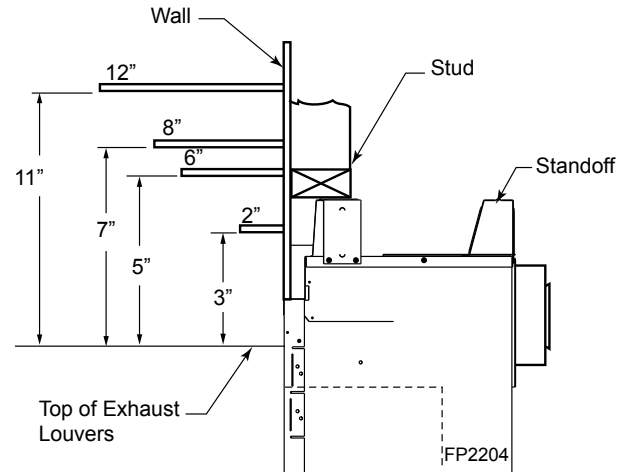 Wall
12”
Stud
8”
6”
Standoff
11”
7”
2”
5”
3”
Top of Exhaust
Louvers
FP2204